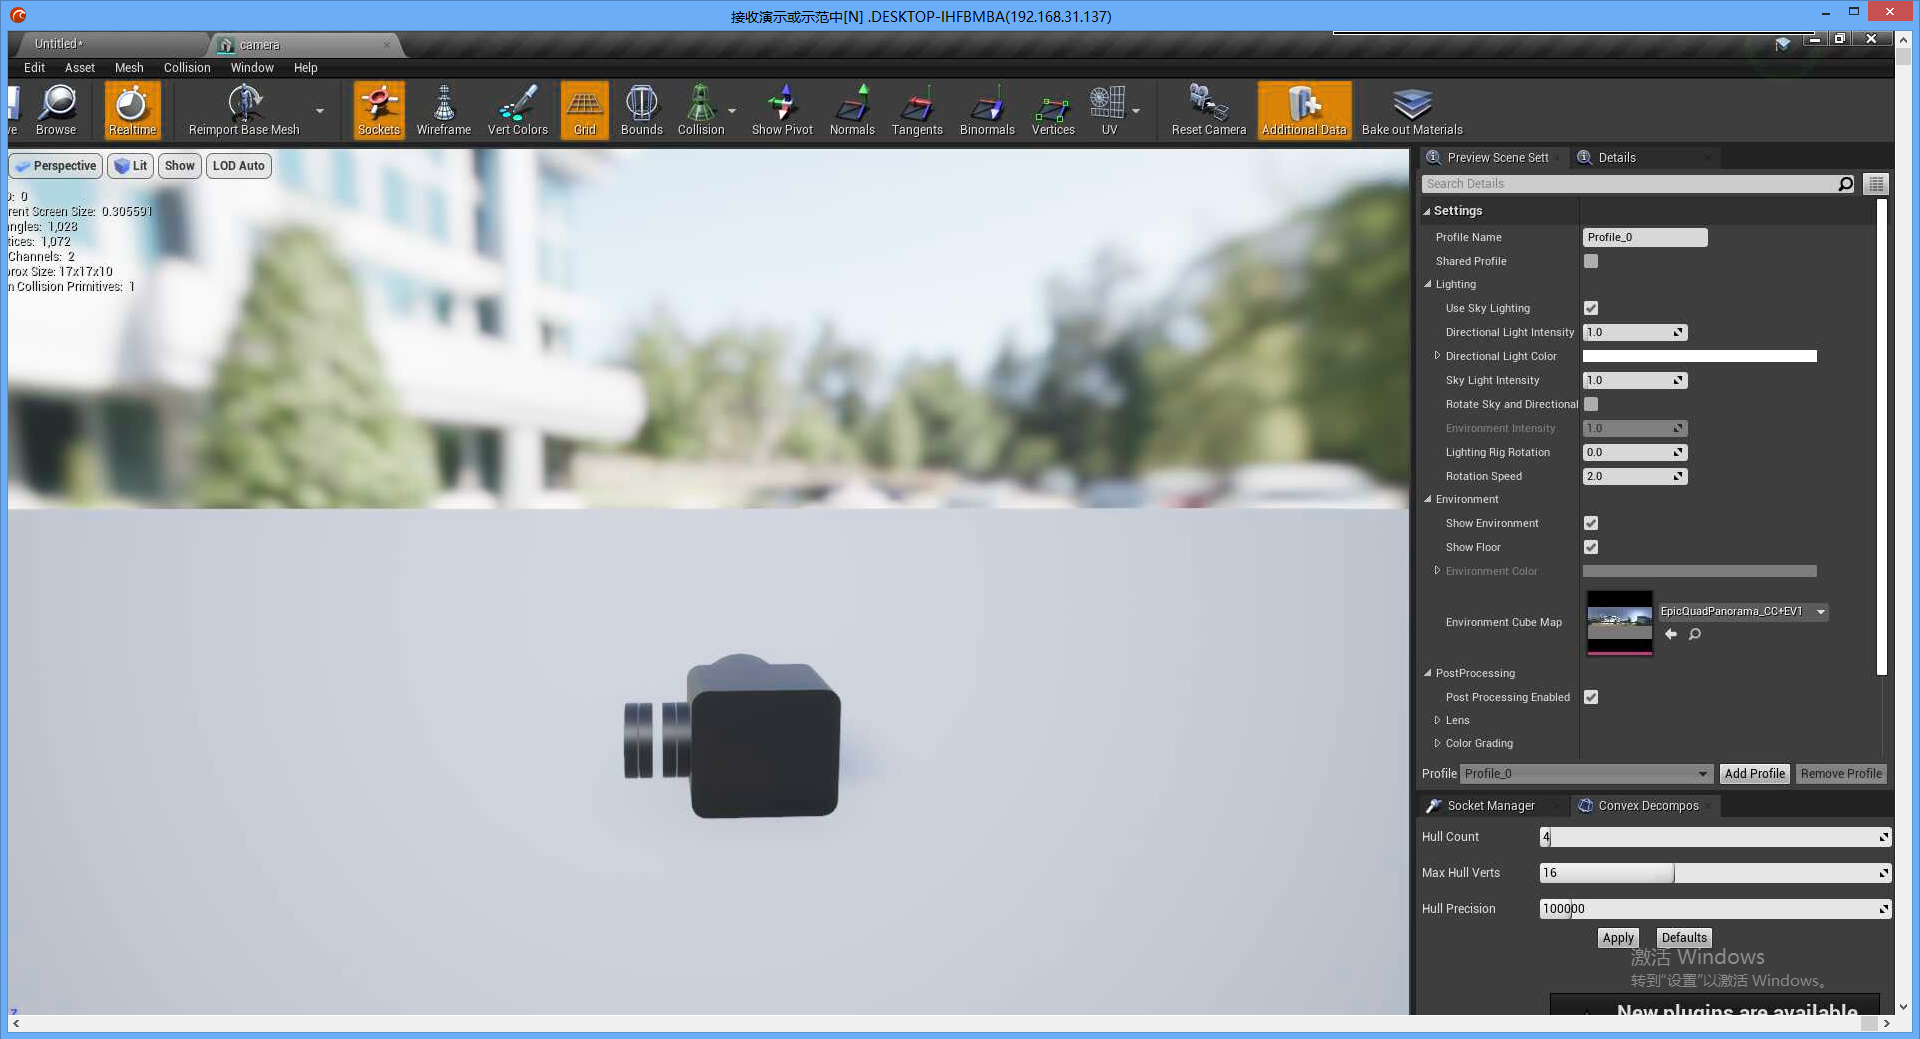 接收演示或示范中[N] .DESKTOP-IHFBMBA(192.168.31.137)
Untitled*
camera
Edit Asset Mesh Collision Window Help
ve Browse Realtime Reimport Base Mesh Sockets Wireframe Vert Colors Grid Bounds Collision Show Pivot Normals Tangents Binormals Vertices UV Reset Camera Additional Data Bake out Materials
Perspective Lit Show LOD Auto
: 0
rent Screen Size: 0.305591
ngles: 1,028
tices: 1,072
Channels: 2
rox Size: 17x17x10
n Collision Primitives: 1
Preview Scene Sett Details
Search Details
Settings
Profile Name Profile_0
Shared Profile
Lighting
Use Sky Lighting
Directional Light Intensity 1.0
Directional Light Color
Sky Light Intensity 1.0
Rotate Sky and Directional
Environment Intensity 1.0
Lighting Rig Rotation 0.0
Rotation Speed 2.0
Environment
Show Environment
Show Floor
Environment Color
Environment Cube Map EpicQuadPanorama_CC+EV1
PostProcessing
Post Processing Enabled
Lens
Color Grading
Profile Profile_0 Add Profile Remove Profile
Socket Manager Convex Decompos
Hull Count 4
Max Hull Verts 16
Hull Precision 100000
Apply Defaults
激活 Windows
转到"设置"以激活 Windows。
New plugins are available
Z